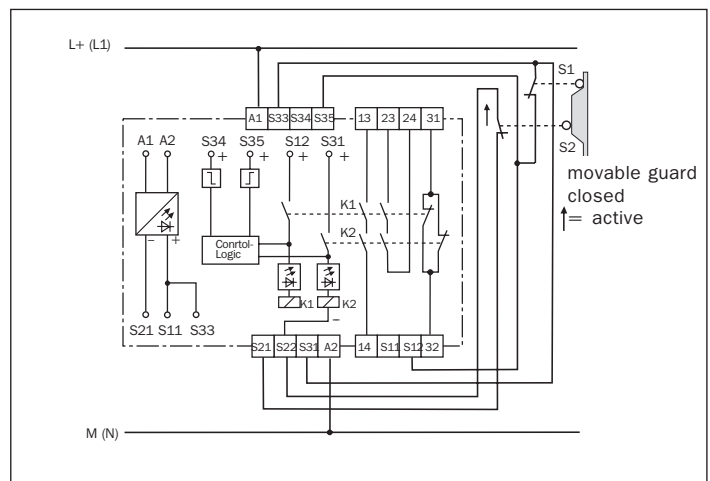 L+ (L1)
S1
A1 S33 S34 S35 13 23 24 31
S2
A1 A2 S34 S35 S12 S31
+ + + +
movable guard
closed
= active
K1
K2
Conrtol-
Logic
- +
K1 K2
-
S21 S11 S33
S21 S22 S31 A2 14 S11 S12 32
M (N)